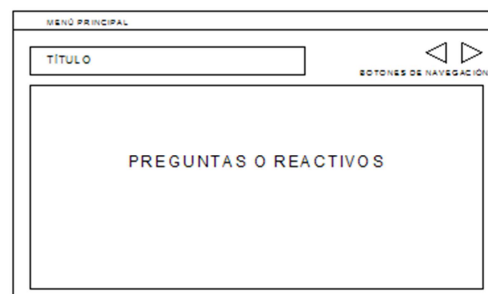 MENÚ PRINCIPAL
TÍTULO
BOTONES DE NAVEGACIÓN
PREGUNTAS O REACTIVOS